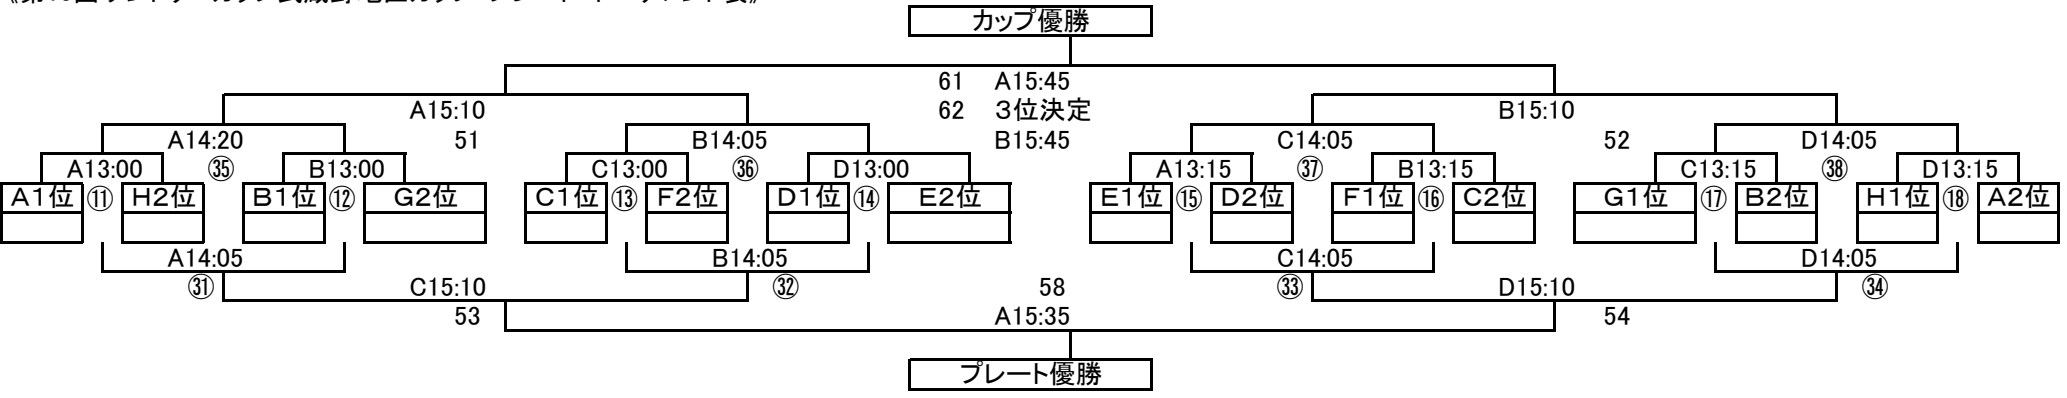 カップ優勝
61 A15:45
A15:10 62 3位決定 B15:10
A14:20 51 B14:05 B15:45 C14:05 52 D14:05
A13:00 ㉟ B13:00 C13:00 ㊱ D13:00 A13:15 ㊲ B13:15 C13:15 ㊳ D13:15
A1位 ⑪ H2位 B1位 ⑫ G2位 C1位 ⑬ F2位 D1位 ⑭ E2位 E1位 ⑮ D2位 F1位 ⑯ C2位 G1位 ⑰ B2位 H1位 ⑱ A2位
A14:05 B14:05 C14:05 D14:05
㉛ C15:10 ㉜ 58 ㉝ D15:10 ㉞
53 A15:35 54
プレート優勝